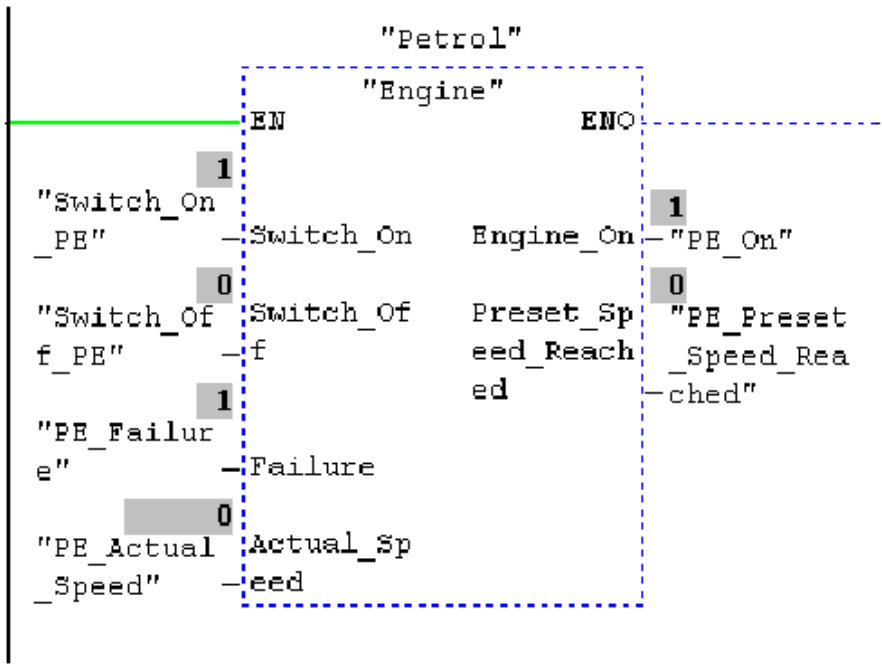 "Petrol"
"Engine"
EN ENO
1
"Switch_On
_PE"
Switch_On
Engine_On
1
"PE_On"
0
"Switch_Of
f_PE"
Switch_Of
f
Preset_Sp
eed_Reach
ed
0
"PE_Preset
_Speed_Rea
ched"
1
"PE_Failur
e"
Failure
0
"PE_Actual
_Speed"
Actual_Sp
eed